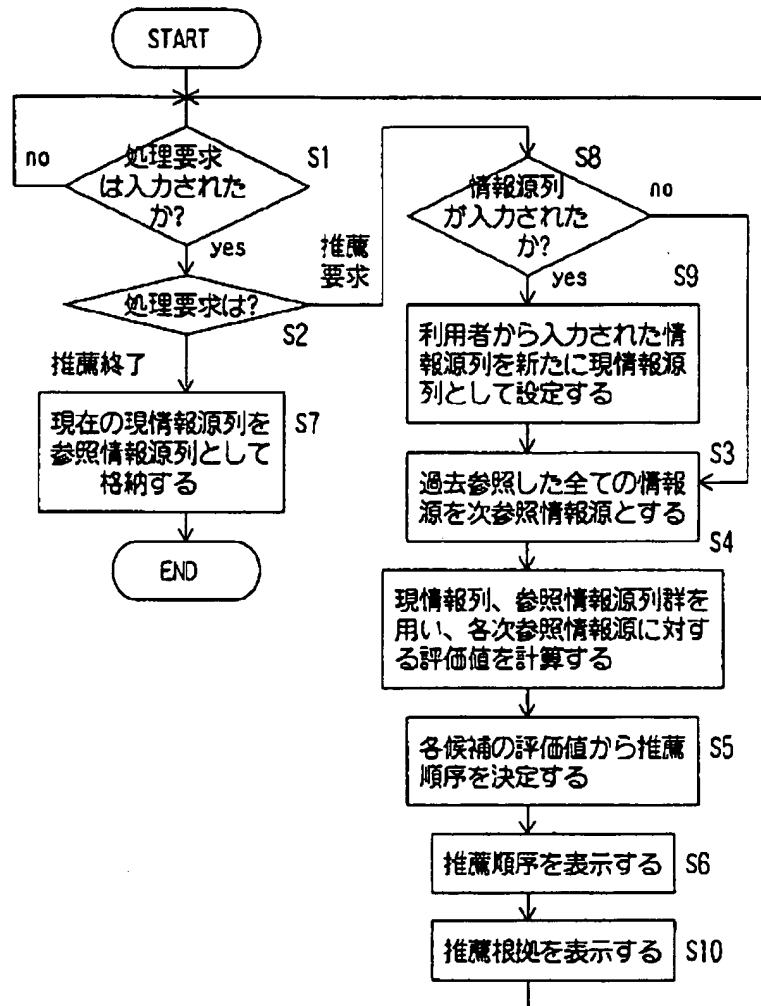 START
no
処理要求
は入力された
か?
S1
yes
処理要求は?
S2
推薦
要求
推薦終了
現在の現情報源列を
参照情報源列として
格納する
S7
END
S8
情報源列
が入力された
か?
no
yes
S9
利用者から入力された情
報源列を新たに現情報源
列として設定する
S3
過去参照した全ての情報
源を次参照情報源とする
S4
現情報列、参照情報源列群を
用い、各次参照情報源に対す
る評価値を計算する
各候補の評価値から推薦
順序を決定する
S5
推薦順序を表示する
S6
推薦根拠を表示する
S10